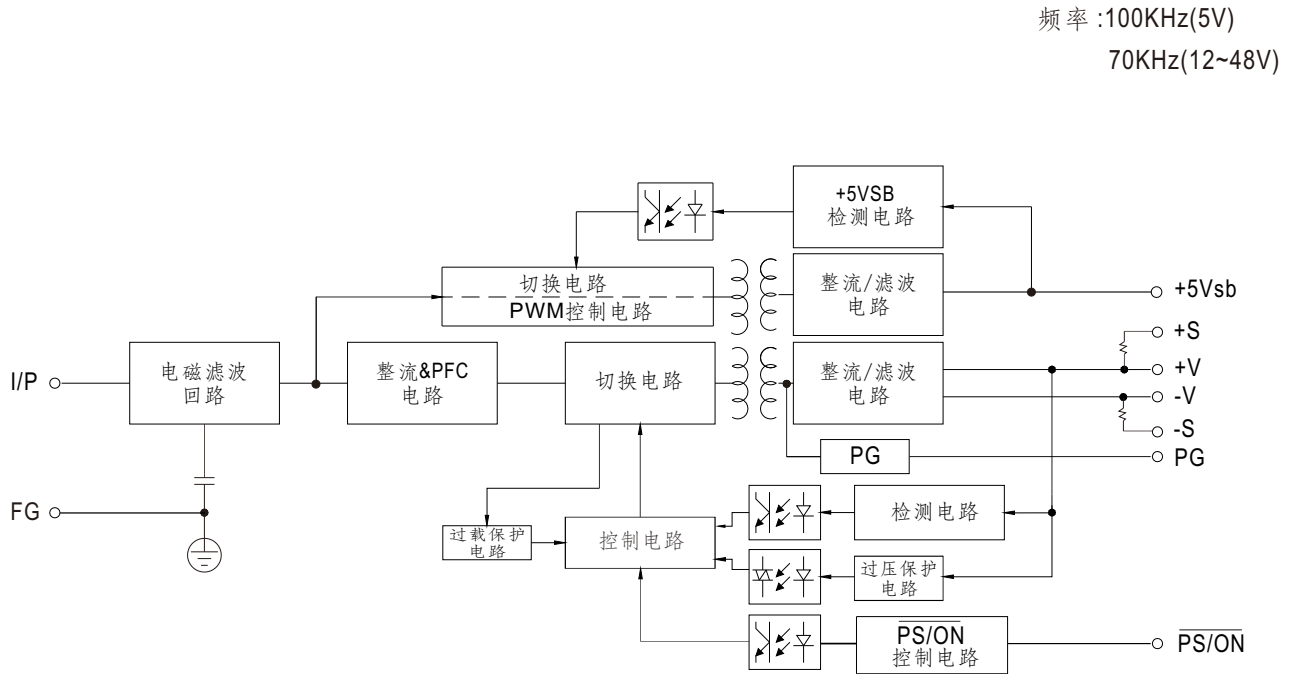 频率:100KHz(5V)
70KHz(12~48V)
+5VSB
检测电路
切换电路
PWM控制电路
整流/滤波
电路
+5Vsb
+S
I/P
电磁滤波
回路
整流&PFC
电路
切换电路
整流/滤波
电路
+V
-V
-S
PG
PG
FG
过载保护
电路
控制电路
检测电路
过压保护
电路
PS/ON
控制电路
PS/ON